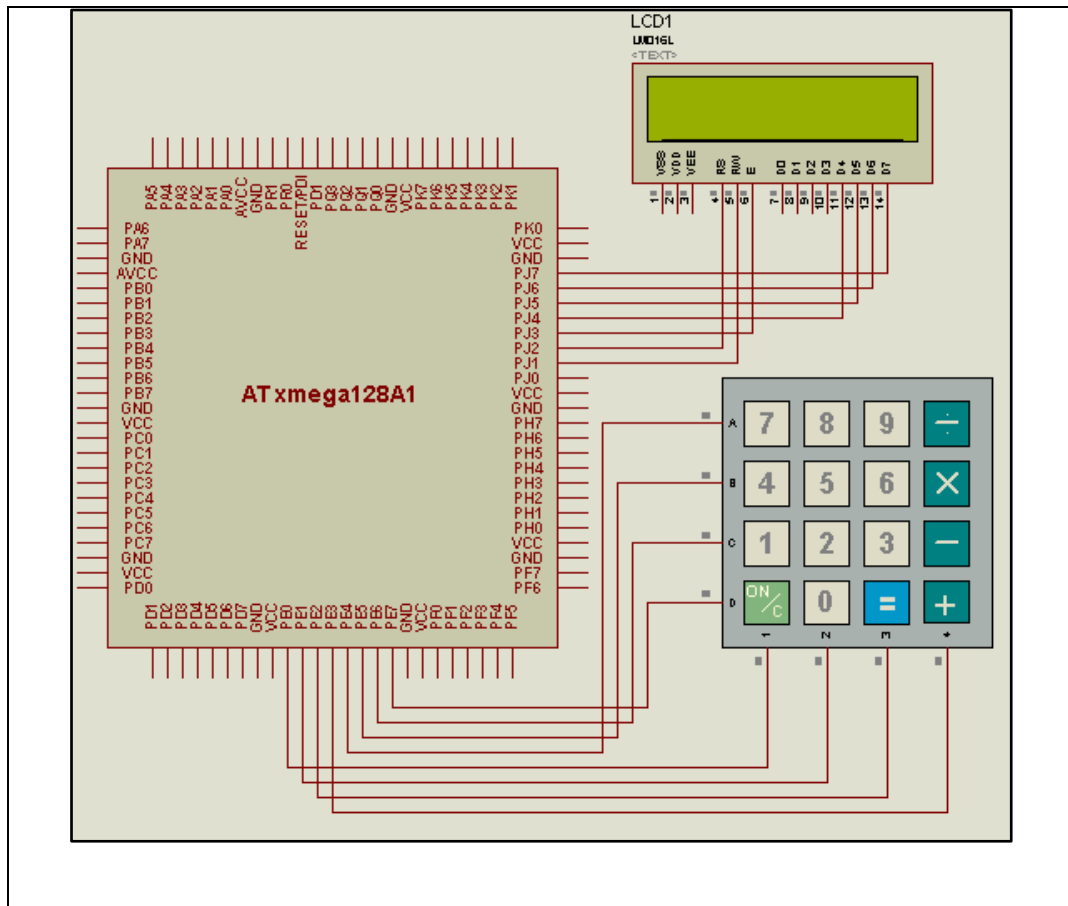 LCD1
LM016L
<TEXT>
VSS VDD VEE RS RW E D0 D1 D2 D3 D4 D5 D6 D7
1 2 3 4 5 6 7 8 9 10 11 12 13 14
PA5 PA4 PA3 PA2 PA1 PA0 AVCC GND PR1 PR0 RESET/PDI PD1 PQ3 PQ2 PQ1 PQ0 GND VCC PK7 PK6 PK5 PK4 PK3 PK2 PK1
PA6
PA7
GND
AVCC
PB0
PB1
PB2
PB3
PB4
PB5
PB6
PB7
GND
VCC
PC0
PC1
PC2
PC3
PC4
PC5
PC6
PC7
GND
VCC
PD0
ATxmega128A1
PK0
VCC
GND
PJ7
PJ6
PJ5
PJ4
PJ3
PJ2
PJ1
PJ0
VCC
GND
PH7
PH6
PH5
PH4
PH3
PH2
PH1
PH0
VCC
GND
PF7
PF6
PD1 PD2 PD3 PD4 PD5 PD6 PD7 GND VCC PE0 PE1 PE2 PE3 PE4 PE5 PE6 PE7 GND VCC PF0 PF1 PF2 PF3 PF4 PF5
A 7 8 9 ÷
B 4 5 6 ×
C 1 2 3 −
D ON/C 0 = +
1 2 3 4